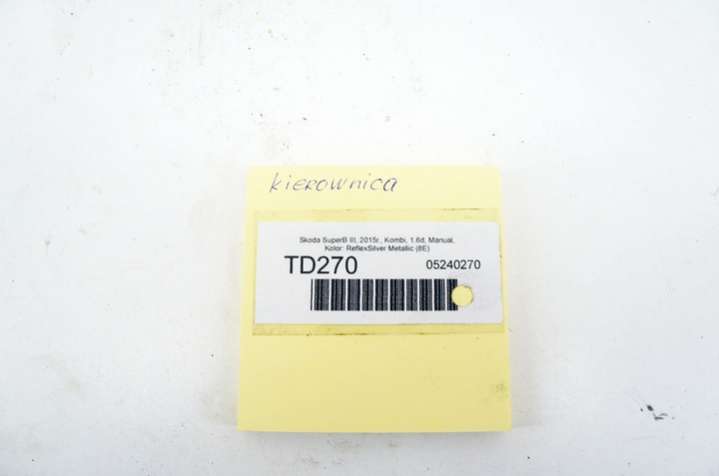 kierownica
Skoda SuperB III, 2015r., Kombi, 1.6d, Manual,
Kolor: ReflexSilver Metallic (8E)
TD270 05240270